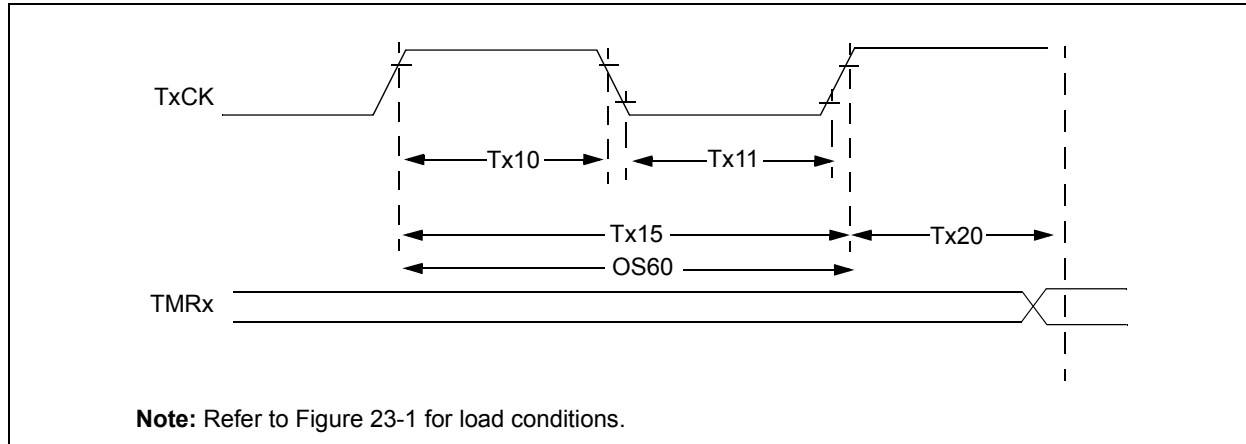 TxCK
Tx10
Tx11
Tx15
Tx20
OS60
TMRx
Note: Refer to Figure 23-1 for load conditions.